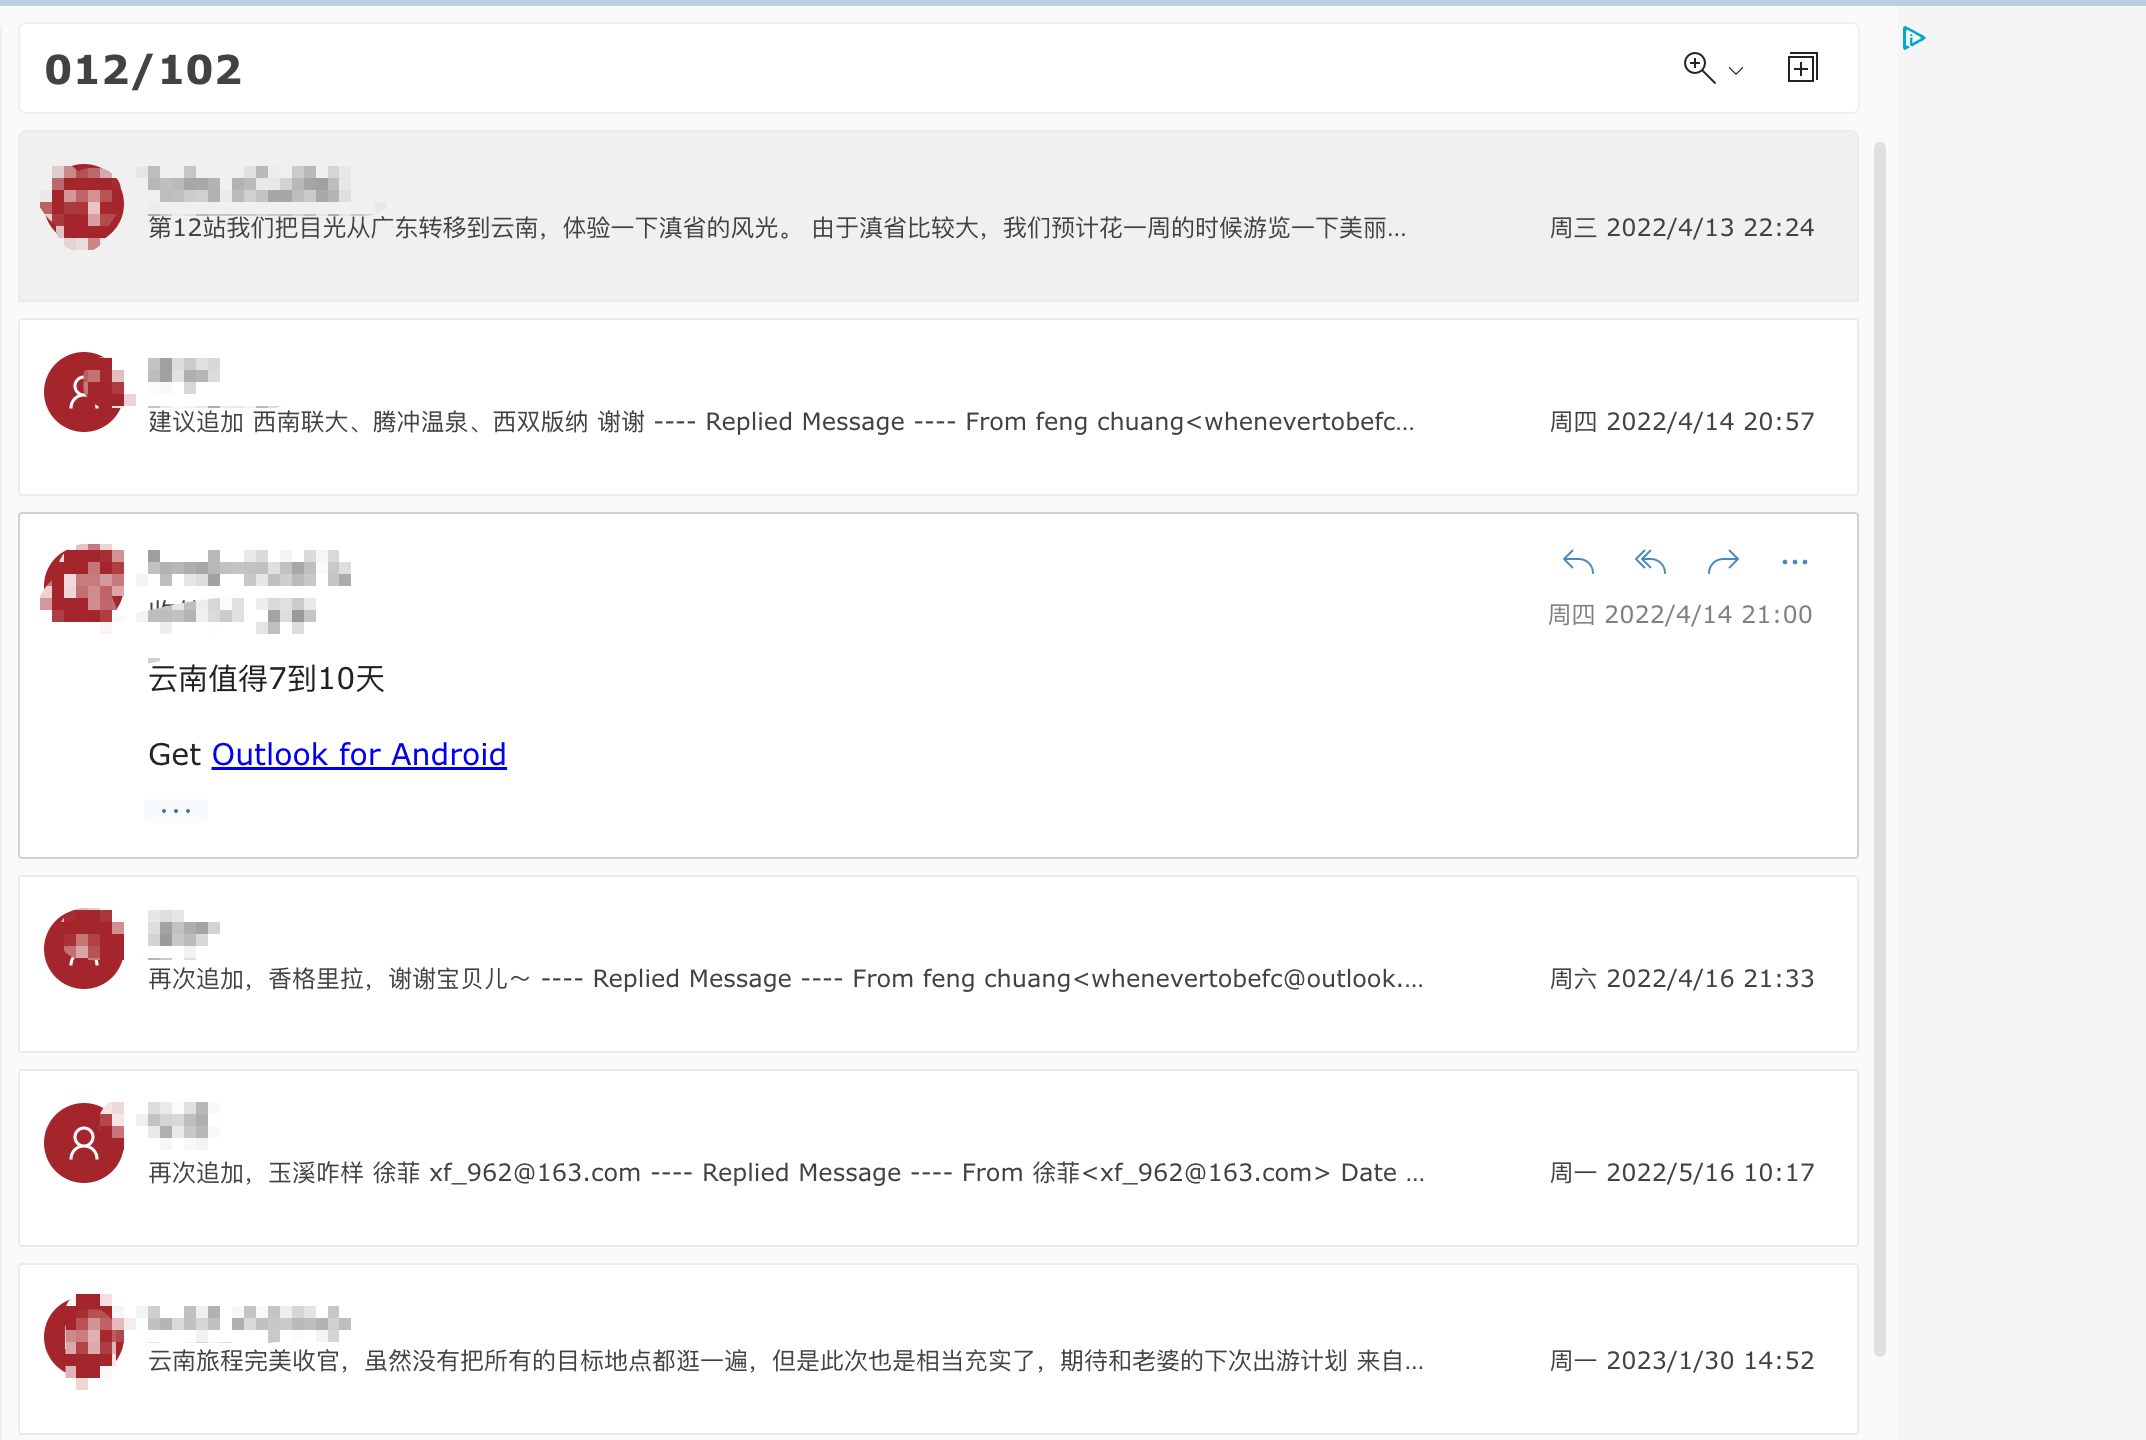 012/102
第12站我们把目光从广东转移到云南，体验一下滇省的风光。 由于滇省比较大，我们预计花一周的时候游览一下美丽...
周三 2022/4/13 22:24
建议追加 西南联大、腾冲温泉、西双版纳 谢谢 ---- Replied Message ---- From feng chuang<whenevertobefc...
周四 2022/4/14 20:57
周四 2022/4/14 21:00
云南值得7到10天
Get Outlook for Android
再次追加，香格里拉，谢谢宝贝儿～ ---- Replied Message ---- From feng chuang<whenevertobefc@outlook....
周六 2022/4/16 21:33
再次追加，玉溪咋样 徐菲 xf_962@163.com ---- Replied Message ---- From 徐菲<xf_962@163.com> Date ...
周一 2022/5/16 10:17
云南旅程完美收官，虽然没有把所有的目标地点都逛一遍，但是此次也是相当充实了，期待和老婆的下次出游计划 来自...
周一 2023/1/30 14:52